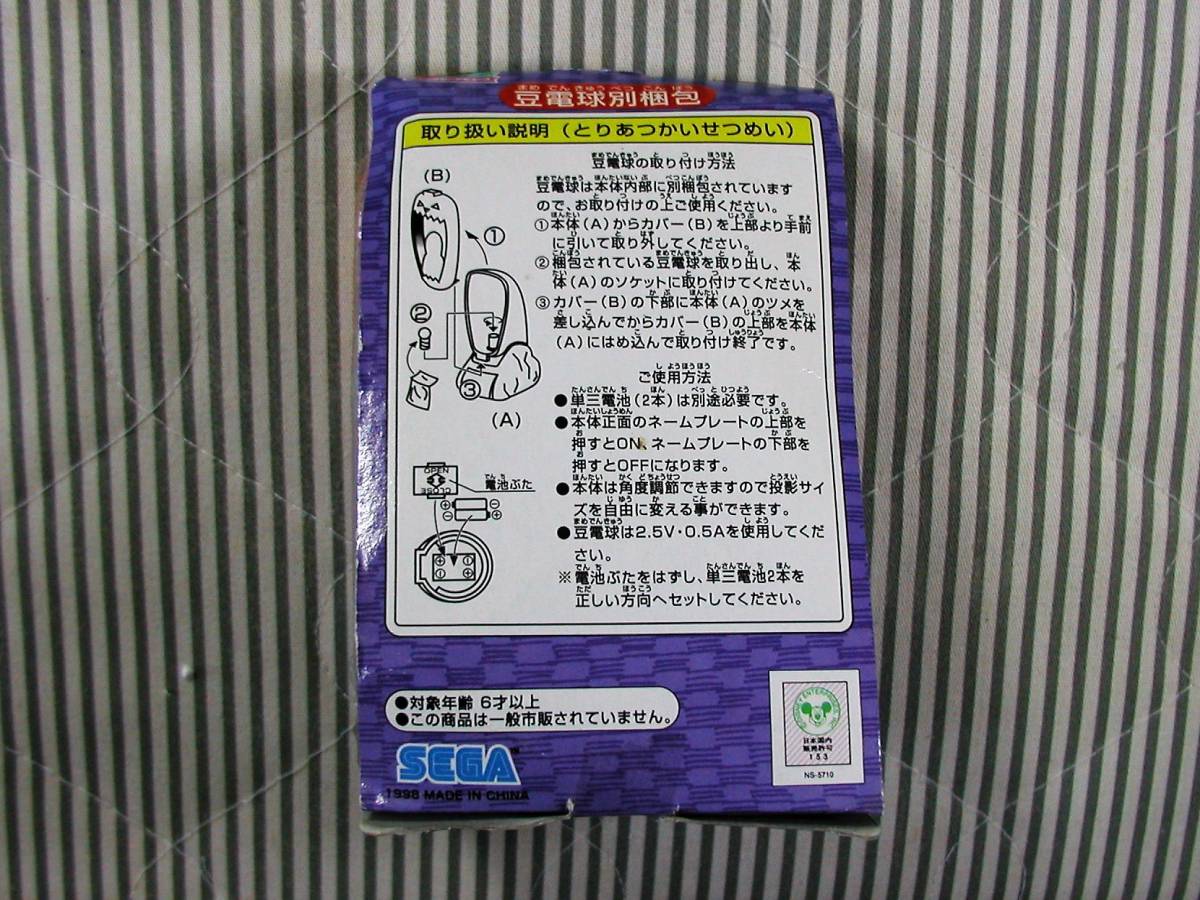 まめでんきゅうべつこんぽう
豆電球別梱包
取り扱い説明（とりあつかいせつめい）
豆電球の取り付け方法
豆電球は本体内部に別梱包されています
ので、お取り付けの上ご使用ください。
①本体（A）からカバー（B）を上部より手前
に引いて取り外してください。
②梱包されている豆電球を取り出し、本
体（A）のソケットに取り付けてください。
③カバー（B）の下部に本体（A）のツメを
差し込んでからカバー（B）の上部を本体
（A）にはめ込んで取り付け終了です。
（B）
①
②
③
（A）
ご使用方法
●単三電池（2本）は別途必要です。
●本体正面のネームプレートの上部を
押すとON、ネームプレートの下部を
押すとOFFになります。
●本体は角度調節できますので投影サイ
ズを自由に変える事ができます。
●豆電球は2.5V・0.5Aを使用してくだ
さい。
※電池ぶたをはずし、単三電池2本を
正しい方向へセットしてください。
OPEN
CLOSE
電池ぶた
⊕ ⊖
⊖ ⊕
●対象年齢 6才以上
●この商品は一般市販されていません。
SEGA
1998 MADE IN CHINA
日本国内
販売許可
153
NS-5710